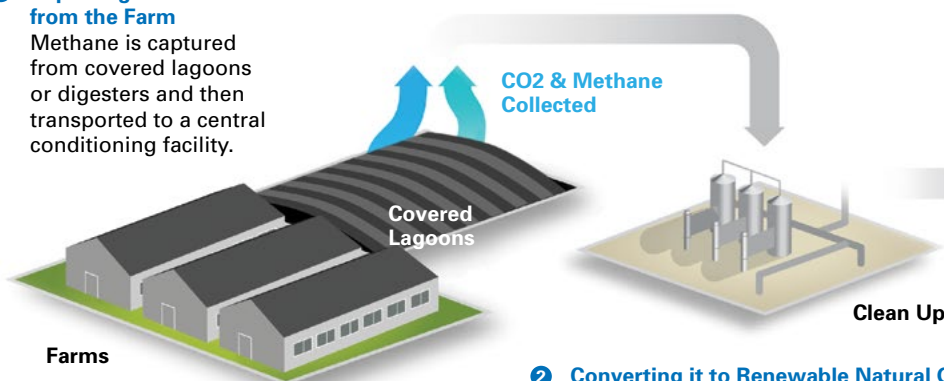 from the Farm
Methane is captured
from covered lagoons
or digesters and then
transported to a central
conditioning facility.
CO2 & Methane
Collected
Covered
Lagoons
Farms
Clean Up
2 Converting it to Renewable Natural